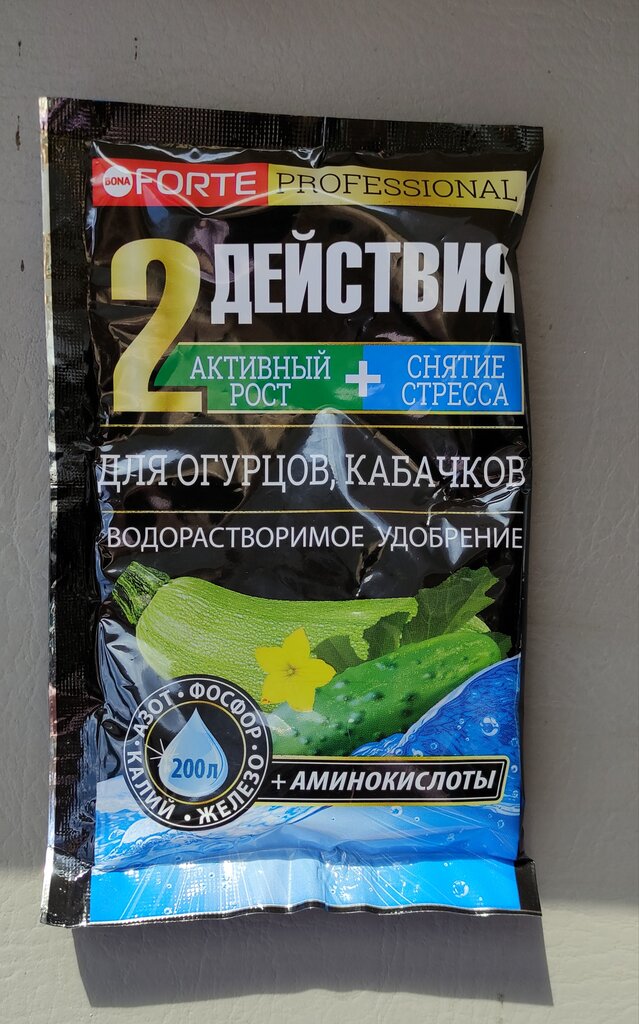 BONA FORTE PROFESSIONAL
2 ДЕЙСТВИЯ
АКТИВНЫЙ РОСТ + СНЯТИЕ СТРЕССА
ДЛЯ ОГУРЦОВ, КАБАЧКОВ
ВОДОРАСТВОРИМОЕ УДОБРЕНИЕ
КАЛИЙ • АЗОТ • ФОСФОР • ЖЕЛЕЗО •
200 л
+ АМИНОКИСЛОТЫ